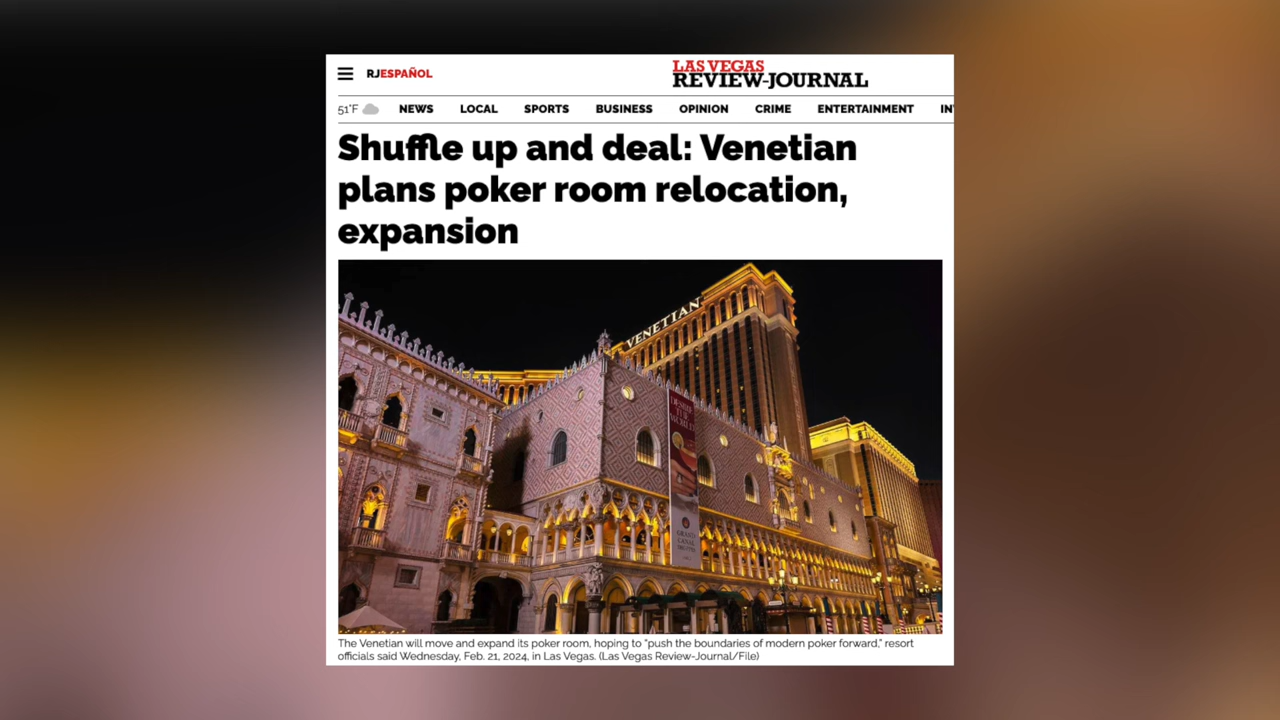 RJESPAÑOL
LAS VEGAS
REVIEW-JOURNAL
51°F NEWS LOCAL SPORTS BUSINESS OPINION CRIME ENTERTAINMENT IN
Shuffle up and deal: Venetian
plans poker room relocation,
expansion
VENETIAN
The Venetian will move and expand its poker room, hoping to "push the boundaries of modern poker forward," resort
officials said Wednesday, Feb. 21, 2024, in Las Vegas. (Las Vegas Review-Journal/File)